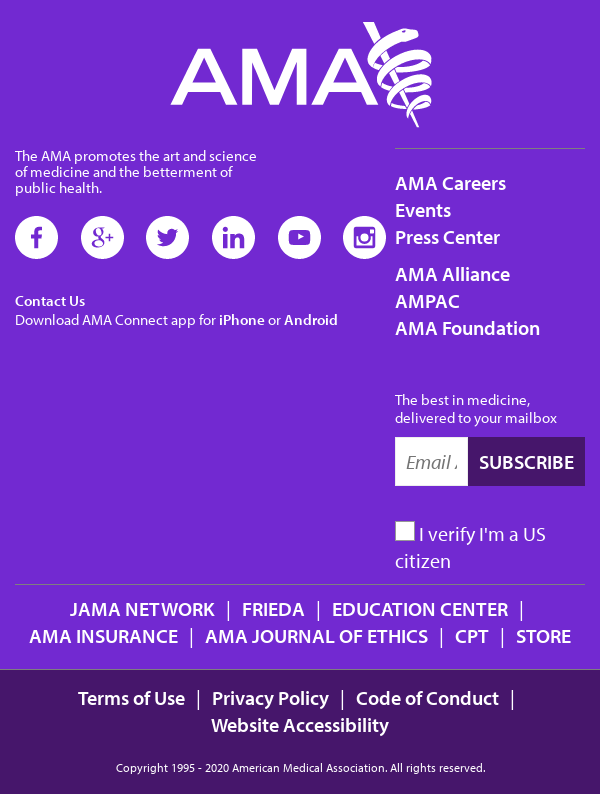 AMA
The AMA promotes the art and science
of medicine and the betterment of
public health.
Contact Us
Download AMA Connect app for iPhone or Android
AMA Careers
Events
Press Center
AMA Alliance
AMPAC
AMA Foundation
The best in medicine,
delivered to your mailbox
Email SUBSCRIBE
I verify I'm a US
citizen
JAMA NETWORK | FRIEDA | EDUCATION CENTER |
AMA INSURANCE | AMA JOURNAL OF ETHICS | CPT | STORE
Terms of Use | Privacy Policy | Code of Conduct |
Website Accessibility
Copyright 1995 - 2020 American Medical Association. All rights reserved.